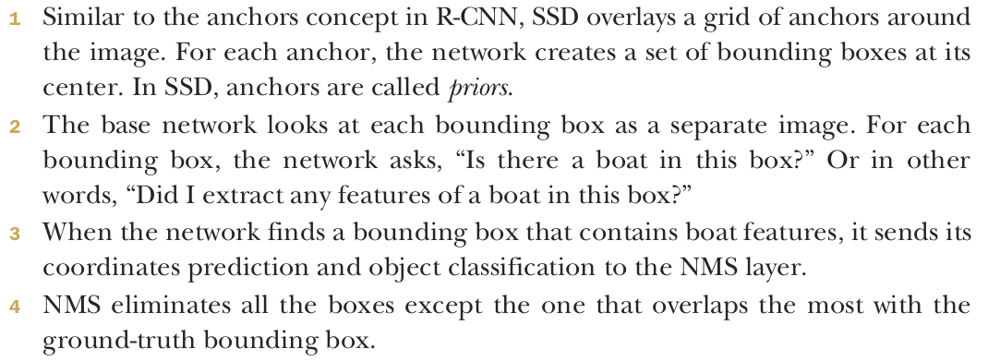 1 Similar to the anchors concept in R-CNN, SSD overlays a grid of anchors around
the image. For each anchor, the network creates a set of bounding boxes at its
center. In SSD, anchors are called priors.
2 The base network looks at each bounding box as a separate image. For each
bounding box, the network asks, “Is there a boat in this box?” Or in other
words, “Did I extract any features of a boat in this box?”
3 When the network finds a bounding box that contains boat features, it sends its
coordinates prediction and object classification to the NMS layer.
4 NMS eliminates all the boxes except the one that overlaps the most with the
ground-truth bounding box.